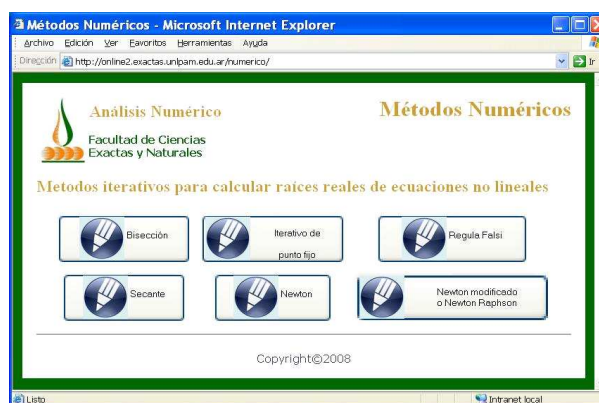 Métodos Numéricos - Microsoft Internet Explorer
Archivo Edición Ver Favoritos Herramientas Ayuda
Dirección http://online2.exactas.unlpam.edu.ar/numerico/ Ir
Análisis Numérico
Métodos Numéricos
Facultad de Ciencias
Exactas y Naturales
Metodos iterativos para calcular raíces reales de ecuaciones no lineales
Bisección
Iterativo de
punto fijo
Regula Falsi
Secante
Newton
Newton modificado
o Newton Raphson
Copyright©2008
Listo
Intranet local